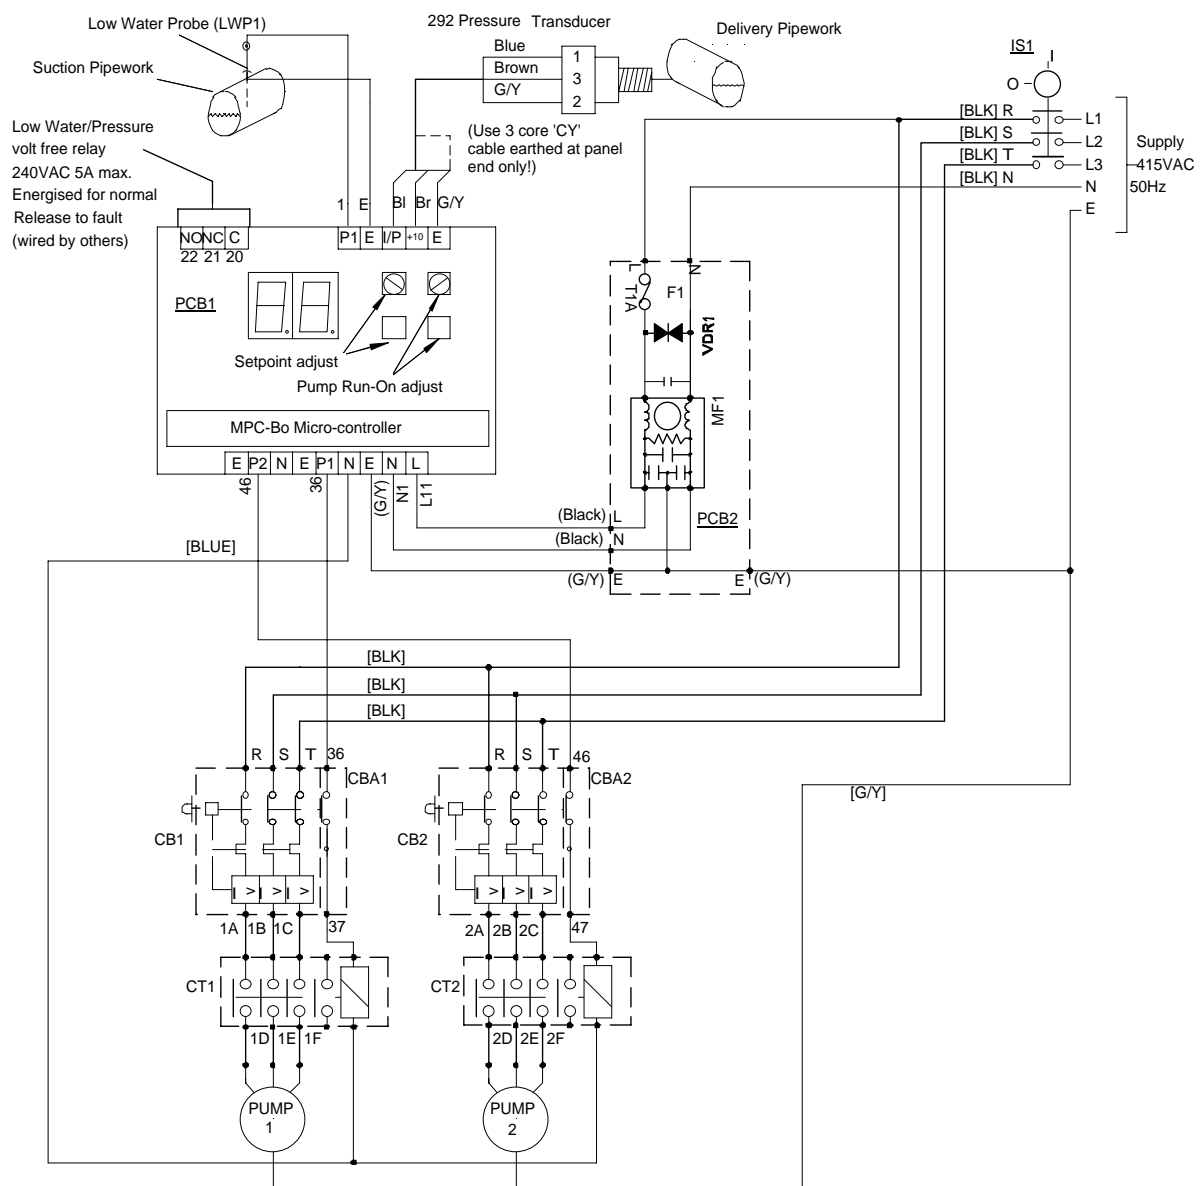 Low Water Probe (LWP1)
292 Pressure Transducer
Delivery Pipework
IS1
I
O
Suction Pipework
Blue
Brown
G/Y
1
3
2
Low Water/Pressure
volt free relay
240VAC 5A max.
Energised for normal
Release to fault
(wired by others)
(Use 3 core 'CY'
cable earthed at panel
end only!)
[BLK] R
[BLK] S
[BLK] T
[BLK] N
L1
L2
L3
N
E
Supply
415VAC
50Hz
1 E Bl Br G/Y
NO NC C
22 21 20
P1 E I/P +10 E
PCB1
Setpoint adjust
Pump Run-On adjust
MPC-Bo Micro-controller
E P2 N E P1 N E N L
46 36 (G/Y) N1 L11
L N
T1A
F1
VDR1
MF1
PCB2
(Black) L
(Black) N
(G/Y) E
E (G/Y)
[BLUE]
[BLK]
[BLK]
[BLK]
R S T 36
CBA1
CB1
I > I > I >
1A 1B 1C 37
CT1
1D 1E 1F
PUMP
1
R S T 46
CBA2
CB2
I > I > I >
2A 2B 2C 47
CT2
2D 2E 2F
PUMP
2
[G/Y]